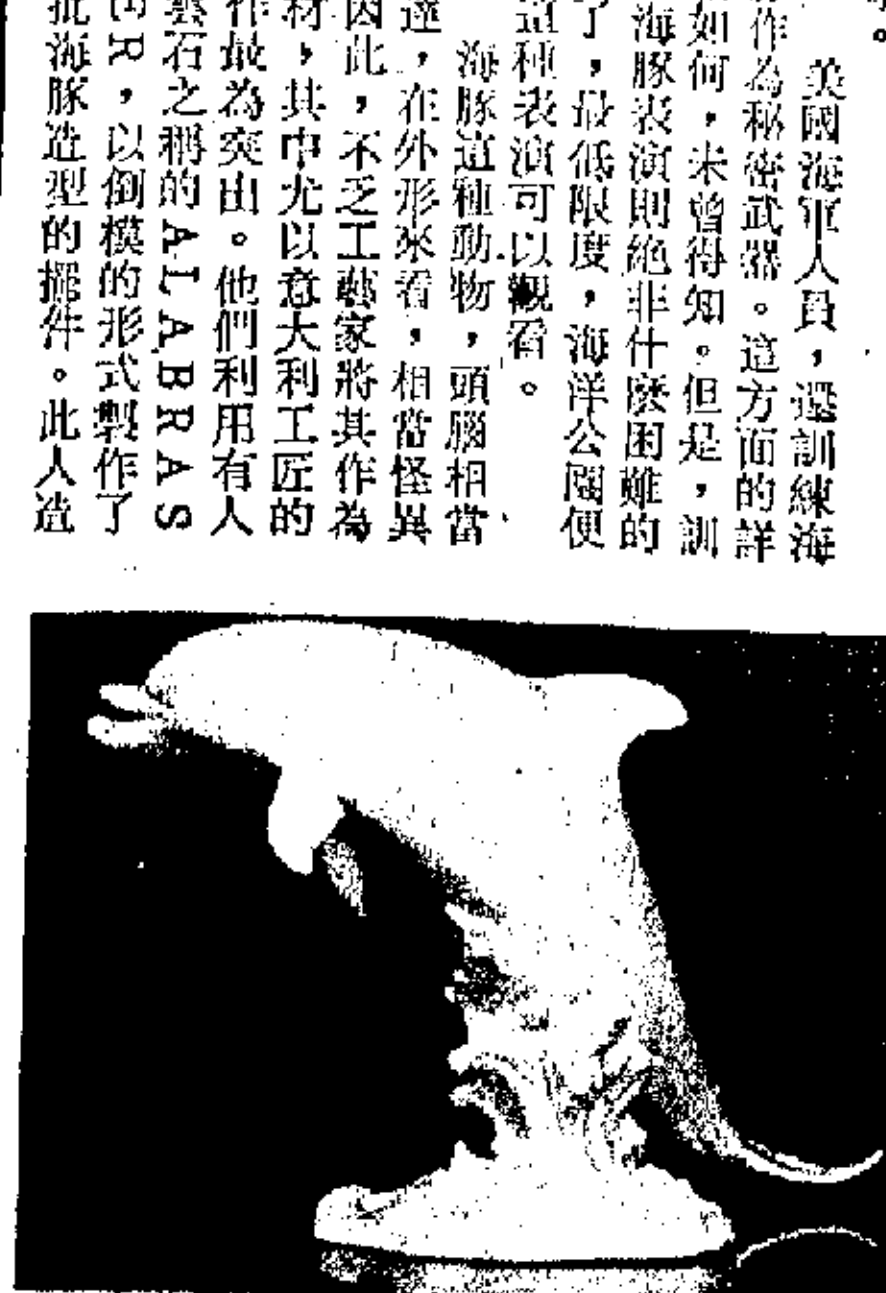 美國海軍人員，還訓練海
作為秘密武器。這方面的詳
如何，未曾得知。但是，訓
海豚表演則絕非什麽困難的
了，最低限度，海洋公園便
這種表演可以觀看。
海豚這種動物，頭腦相當
達，在外形來看，相當怪異
因此，不乏工藝家將其作為
材，其中尤以意大利工匠的
作最為突出。他們利用有人
雲石之稱的ＡＬＡＢＲＡＳ
ＥＲ，以倒模的形式製作了
批海豚造型的擺件。此人造